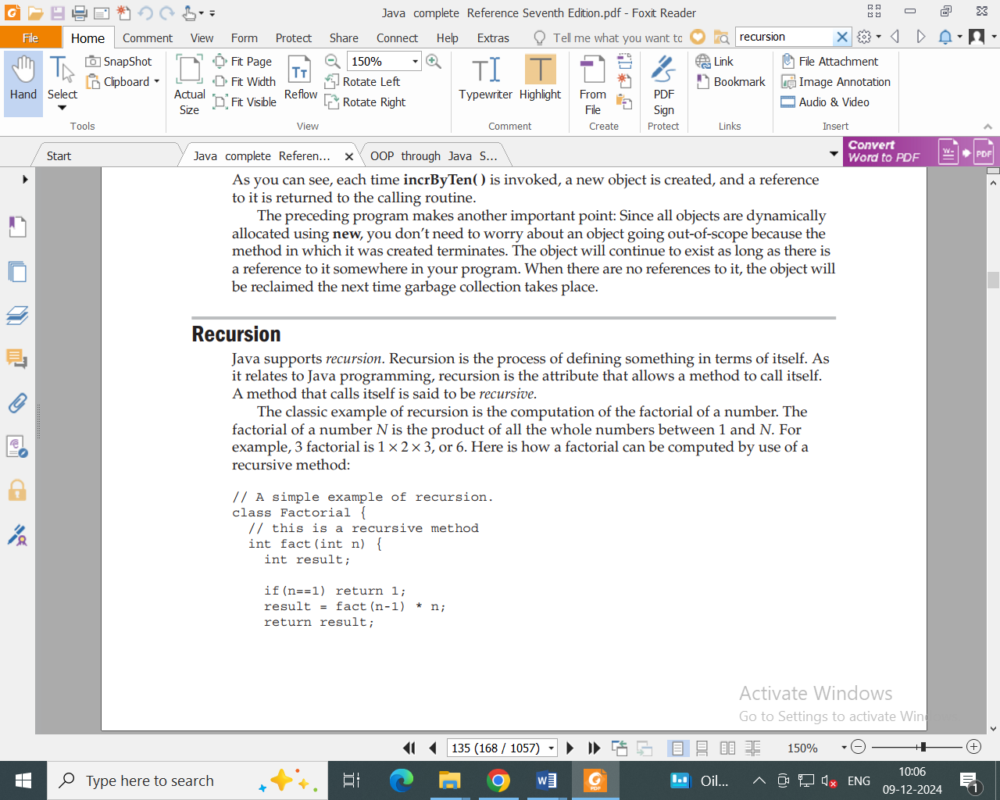 Java complete Reference Seventh Edition.pdf - Foxit Reader
File Home Comment View Form Protect Share Connect Help Extras Tell me what you want to recursion
Hand
Select
SnapShot
Clipboard
Tools
Actual Size
Fit Page
Fit Width
Fit Visible
Reflow
150%
Rotate Left
Rotate Right
View
Typewriter
Highlight
Comment
From File
Create
PDF Sign
Protect
Link
Bookmark
Links
File Attachment
Image Annotation
Audio & Video
Insert
Start
Java complete Referen...
OOP through Java S...
Convert
Word to PDF
As you can see, each time incrByTen( ) is invoked, a new object is created, and a reference
to it is returned to the calling routine.
The preceding program makes another important point: Since all objects are dynamically
allocated using new, you don't need to worry about an object going out-of-scope because the
method in which it was created terminates. The object will continue to exist as long as there is
a reference to it somewhere in your program. When there are no references to it, the object will
be reclaimed the next time garbage collection takes place.
Recursion
Java supports recursion. Recursion is the process of defining something in terms of itself. As
it relates to Java programming, recursion is the attribute that allows a method to call itself.
A method that calls itself is said to be recursive.
The classic example of recursion is the computation of the factorial of a number. The
factorial of a number N is the product of all the whole numbers between 1 and N. For
example, 3 factorial is 1 × 2 × 3, or 6. Here is how a factorial can be computed by use of a
recursive method:
// A simple example of recursion.
class Factorial {
// this is a recursive method
int fact(int n) {
int result;
if(n==1) return 1;
result = fact(n-1) * n;
return result;
Activate Windows
Go to Settings to activate Windows
135 (168 / 1057)
150%
Type here to search
Oil...
ENG
10:06
09-12-2024
1